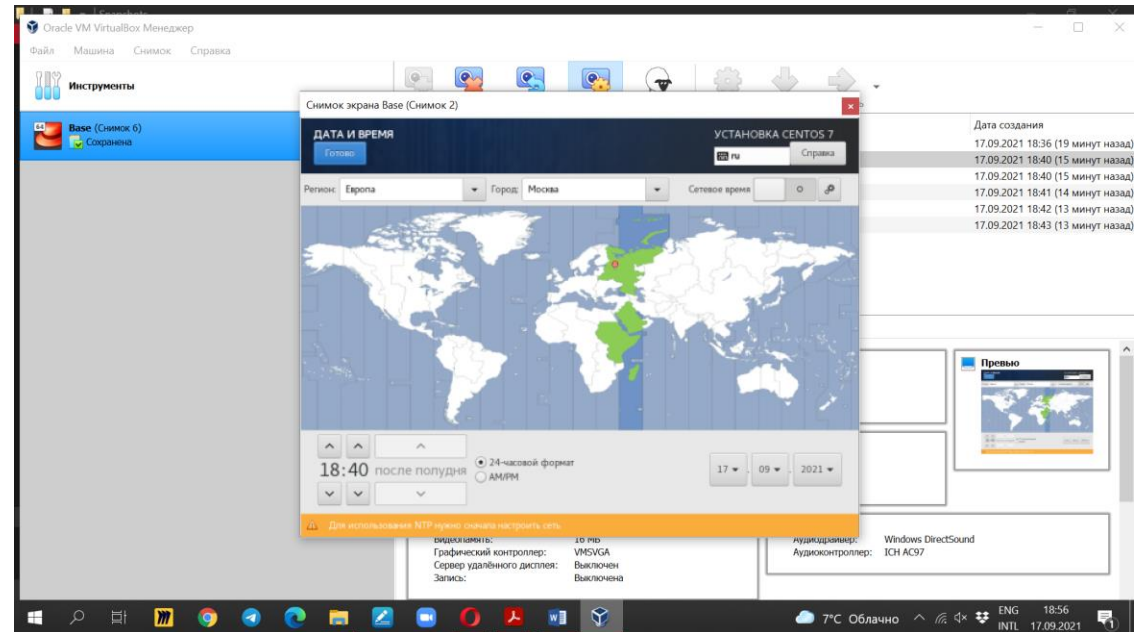 Oracle VM VirtualBox Менеджер
Файл Машина Снимок Справка
Инструменты
64 Base (Снимок 6)
Сохранена
Снимок экрана Base (Снимок 2)
ДАТА И ВРЕМЯ
УСТАНОВКА CENTOS 7
Готово
ru
Справка
Регион: Европа
Город: Москва
Сетевое время
18:40 после полудня
24-часовой формат
AM/PM
17 . 09 . 2021
Для использования NTP нужно сначала настроить сеть.
Дата создания
17.09.2021 18:36 (19 минут назад)
17.09.2021 18:40 (15 минут назад)
17.09.2021 18:40 (15 минут назад)
17.09.2021 18:41 (14 минут назад)
17.09.2021 18:42 (13 минут назад)
17.09.2021 18:43 (13 минут назад)
Превью
Видеопамять: 16 МБ
Графический контроллер: VMSVGA
Сервер удалённого дисплея: Выключен
Запись: Выключена
Аудиодрайвер: Windows DirectSound
Аудиоконтроллер: ICH AC97
7°C Облачно
ENG
INTL
18:56
17.09.2021
1